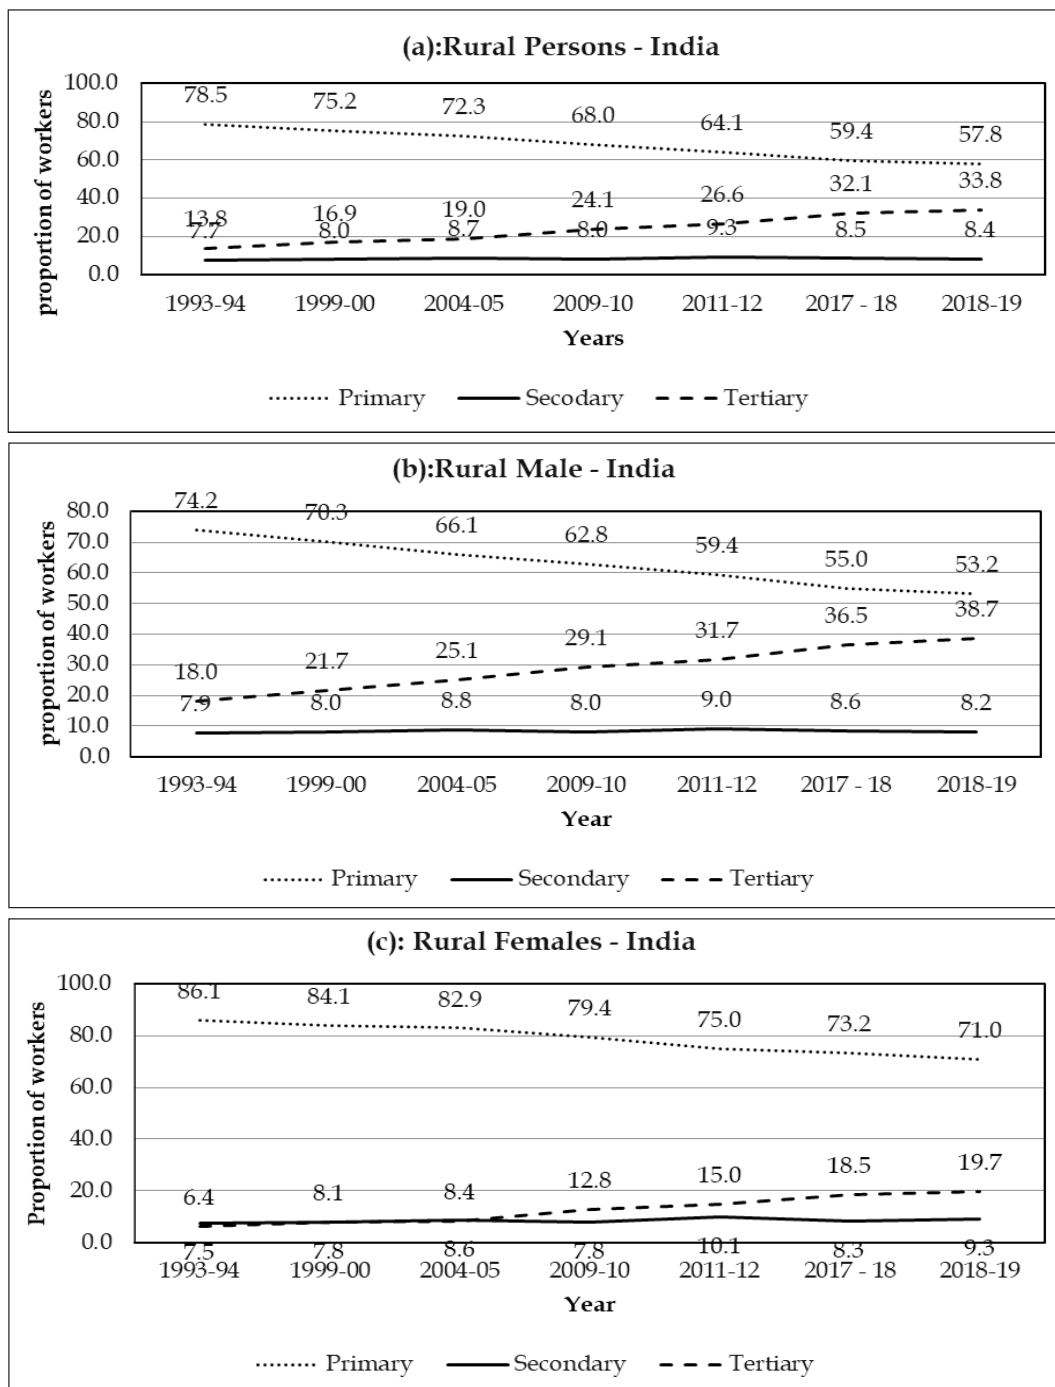 (a):Rural Persons - India
proportion of workers
100.0
80.0
60.0
40.0
20.0
0.0
78.5 75.2 72.3 68.0 64.1 59.4 57.8
13.8 16.9 19.0 24.1 26.6 32.1 33.8
7.7 8.0 8.7 8.0 9.3 8.5 8.4
1993-94 1999-00 2004-05 2009-10 2011-12 2017 - 18 2018-19
Years
Primary Secodary Tertiary
(b):Rural Male - India
proportion of workers
80.0
70.0
60.0
50.0
40.0
30.0
20.0
10.0
0.0
74.2 70.3 66.1 62.8 59.4 55.0 53.2
18.0 21.7 25.1 29.1 31.7 36.5 38.7
7.9 8.0 8.8 8.0 9.0 8.6 8.2
1993-94 1999-00 2004-05 2009-10 2011-12 2017 - 18 2018-19
Year
Primary Secondary Tertiary
(c): Rural Females - India
Proportion of workers
100.0
80.0
60.0
40.0
20.0
0.0
86.1 84.1 82.9 79.4 75.0 73.2 71.0
6.4 8.1 8.4 12.8 15.0 18.5 19.7
7.5 7.8 8.6 7.8 10.1 8.3 9.3
1993-94 1999-00 2004-05 2009-10 2011-12 2017 - 18 2018-19
Year
Primary Secondary Tertiary